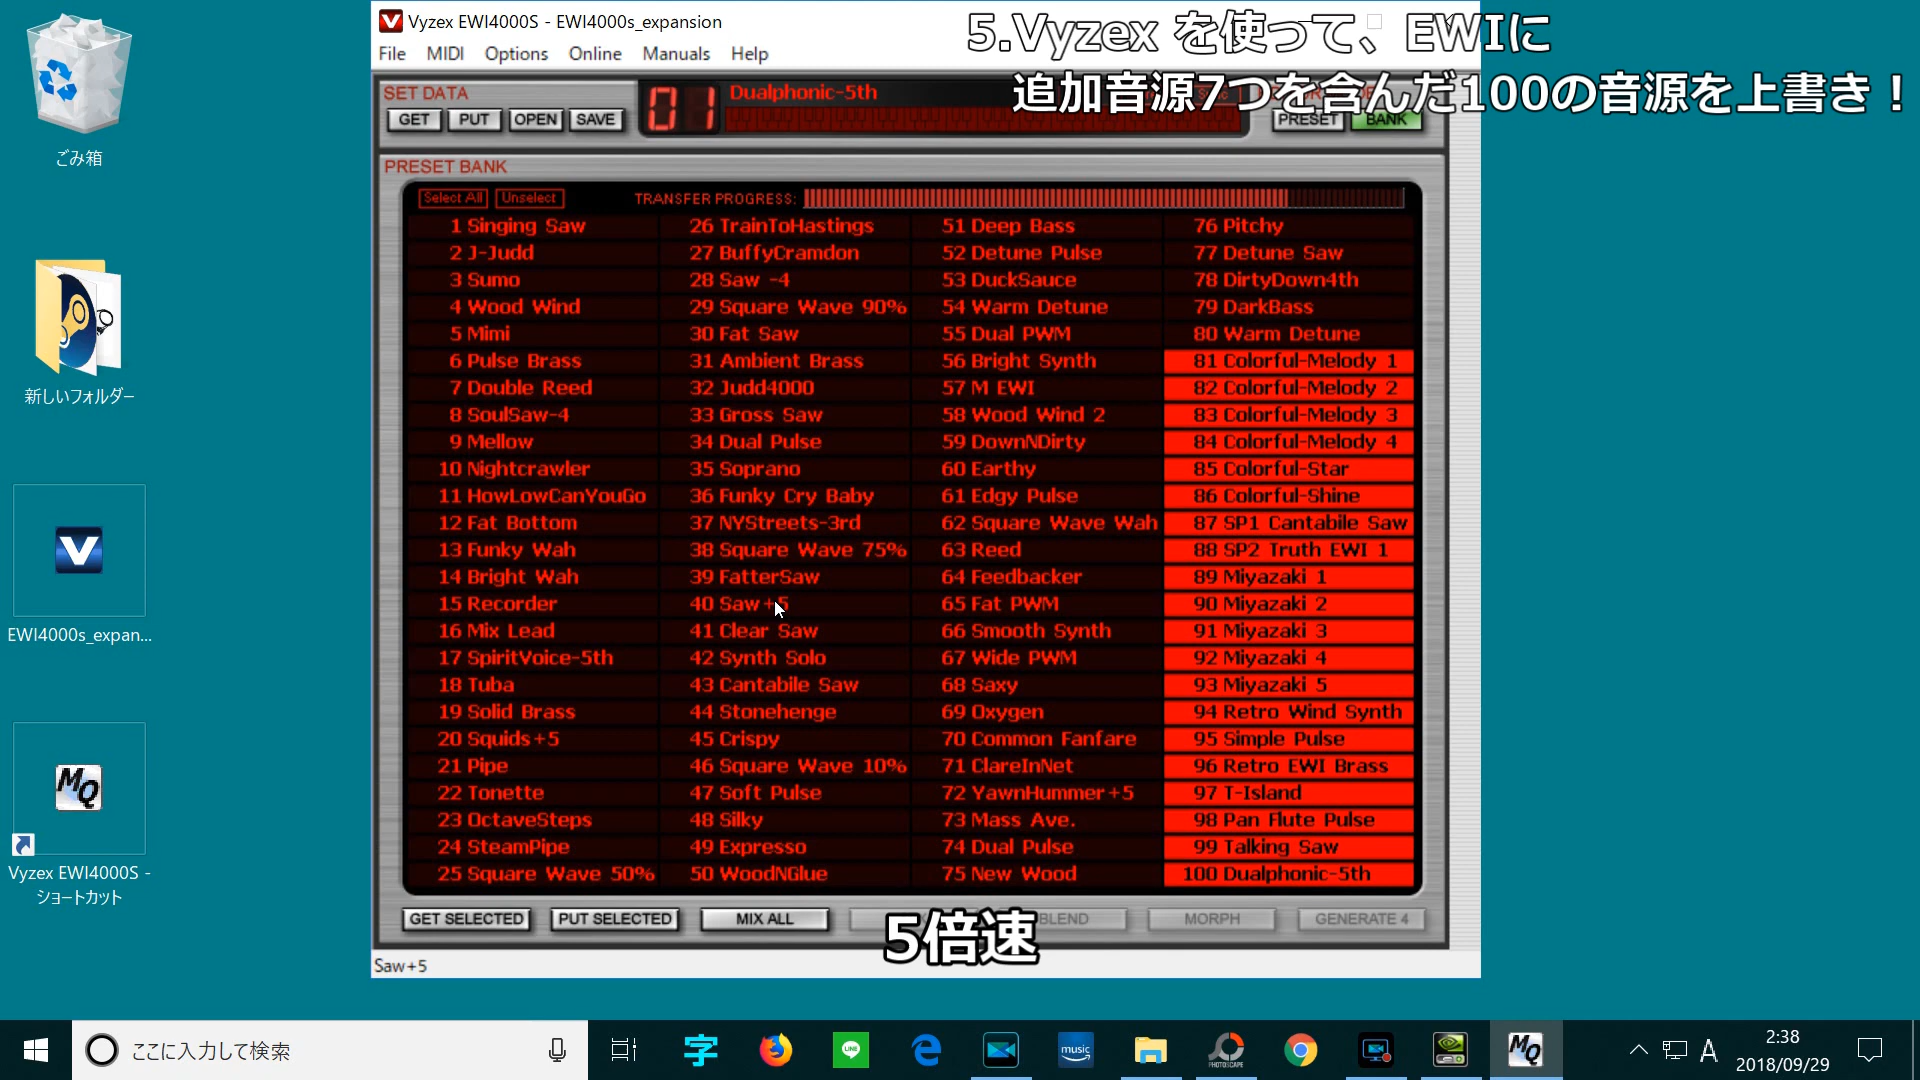 ごみ箱
新しいフォルダー
EWI4000s_expan...
Vyzex EWI4000S -
ショートカット
Vyzex EWI4000S - EWI4000s_expansion
5.Vyzex を使って、EWIに
追加音源7つを含んだ100の音源を上書き！
File MIDI Options Online Manuals Help
SET DATA
GET PUT OPEN SAVE
01
Dualphonic-5th
PRESET BANK
PRESET BANK
Select All Unselect TRANSFER PROGRESS:
1 Singing Saw
2 J-Judd
3 Sumo
4 Wood Wind
5 Mimi
6 Pulse Brass
7 Double Reed
8 SoulSaw-4
9 Mellow
10 Nightcrawler
11 HowLowCanYouGo
12 Fat Bottom
13 Funky Wah
14 Bright Wah
15 Recorder
16 Mix Lead
17 SpiritVoice-5th
18 Tuba
19 Solid Brass
20 Squids+5
21 Pipe
22 Tonette
23 OctaveSteps
24 SteamPipe
25 Square Wave 50%
26 TrainToHastings
27 BuffyCramdon
28 Saw -4
29 Square Wave 90%
30 Fat Saw
31 Ambient Brass
32 Judd4000
33 Gross Saw
34 Dual Pulse
35 Soprano
36 Funky Cry Baby
37 NYStreets-3rd
38 Square Wave 75%
39 FatterSaw
40 Saw+5
41 Clear Saw
42 Synth Solo
43 Cantabile Saw
44 Stonehenge
45 Crispy
46 Square Wave 10%
47 Soft Pulse
48 Silky
49 Expresso
50 WoodNGlue
51 Deep Bass
52 Detune Pulse
53 DuckSauce
54 Warm Detune
55 Dual PWM
56 Bright Synth
57 M EWI
58 Wood Wind 2
59 DownNDirty
60 Earthy
61 Edgy Pulse
62 Square Wave Wah
63 Reed
64 Feedbacker
65 Fat PWM
66 Smooth Synth
67 Wide PWM
68 Saxy
69 Oxygen
70 Common Fanfare
71 ClareInNet
72 YawnHummer+5
73 Mass Ave.
74 Dual Pulse
75 New Wood
76 Pitchy
77 Detune Saw
78 DirtyDown4th
79 DarkBass
80 Warm Detune
81 Colorful-Melody 1
82 Colorful-Melody 2
83 Colorful-Melody 3
84 Colorful-Melody 4
85 Colorful-Star
86 Colorful-Shine
87 SP1 Cantabile Saw
88 SP2 Truth EWI 1
89 Miyazaki 1
90 Miyazaki 2
91 Miyazaki 3
92 Miyazaki 4
93 Miyazaki 5
94 Retro Wind Synth
95 Simple Pulse
96 Retro EWI Brass
97 T-Island
98 Pan Flute Pulse
99 Talking Saw
100 Dualphonic-5th
GET SELECTED PUT SELECTED MIX ALL BLEND MORPH GENERATE 4
5倍速
Saw+5
ここに入力して検索
字
LINE
music
PHOTOSCAPE
MQ
A
2:38
2018/09/29